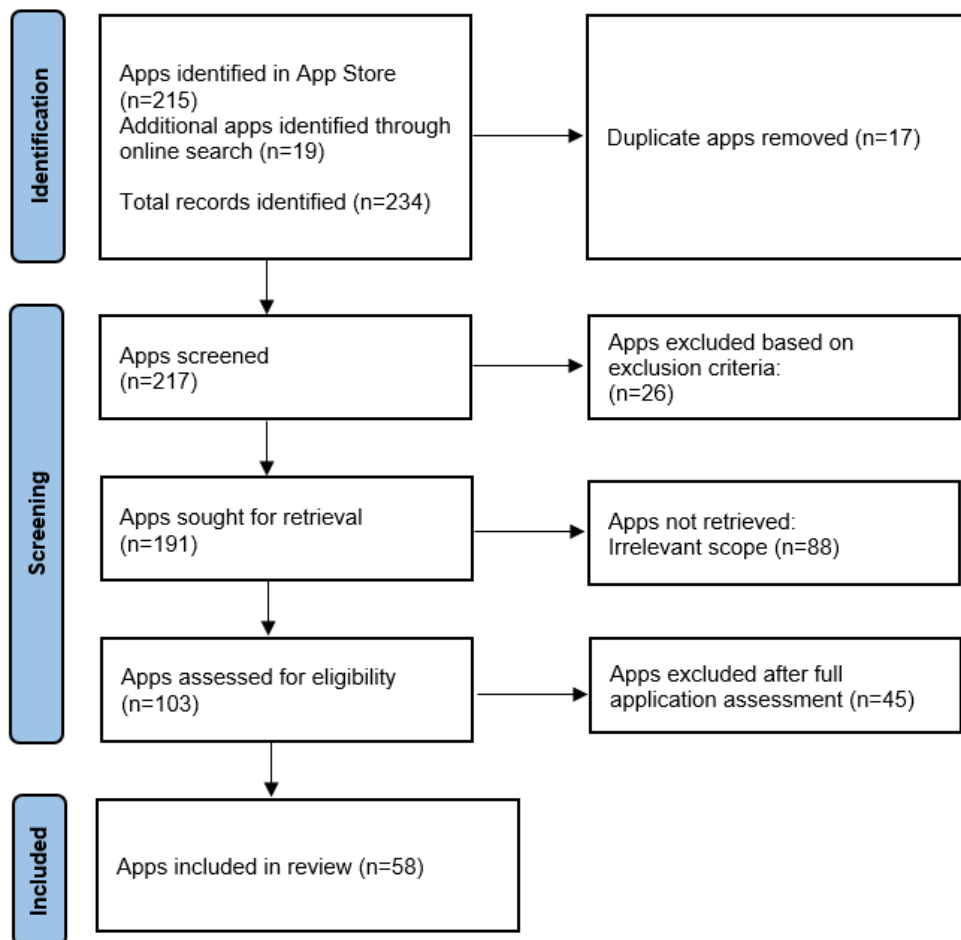 Identification
Apps identified in App Store
(n=215)
Additional apps identified through
online search (n=19)
Total records identified (n=234)
Duplicate apps removed (n=17)
Screening
Apps screened
(n=217)
Apps excluded based on
exclusion criteria:
(n=26)
Apps sought for retrieval
(n=191)
Apps not retrieved:
Irrelevant scope (n=88)
Apps assessed for eligibility
(n=103)
Apps excluded after full
application assessment (n=45)
Included
Apps included in review (n=58)